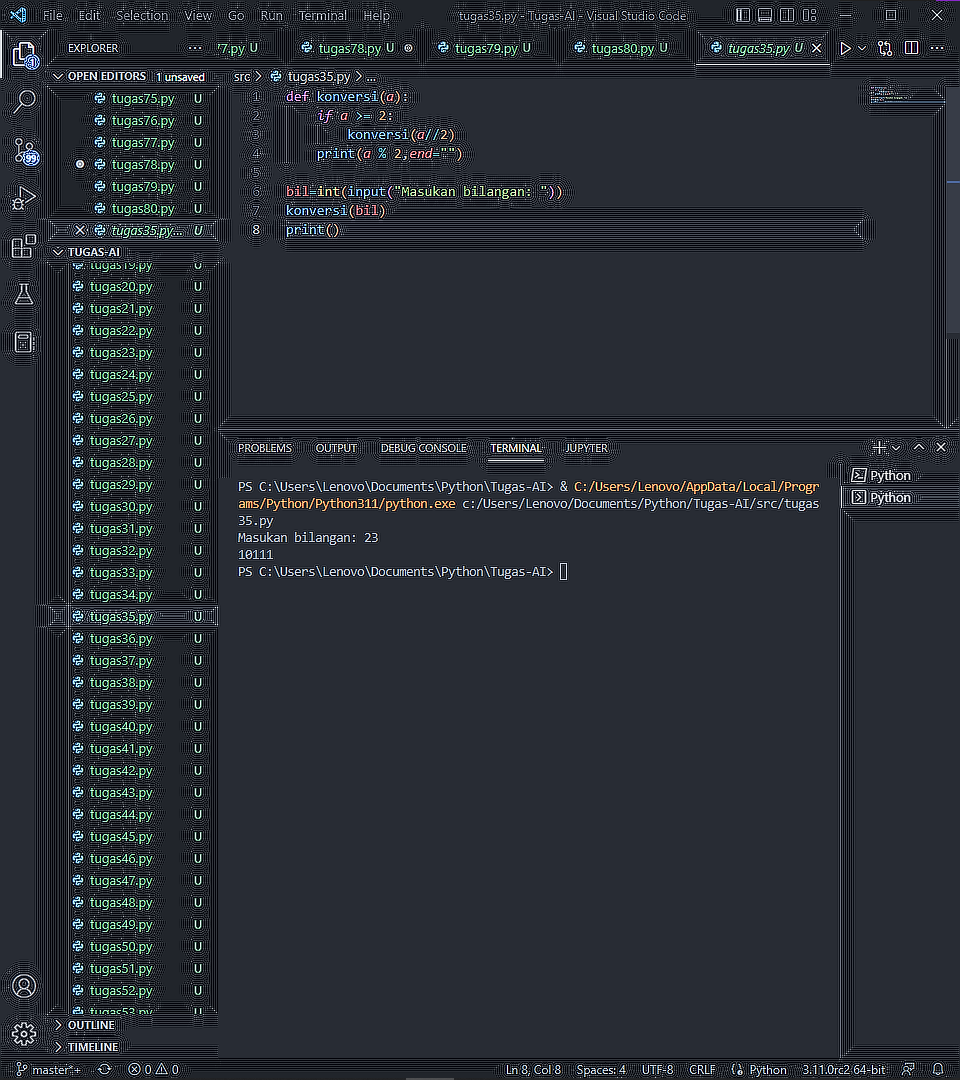 File Edit Selection View Go Run Terminal Help tugas35.py - Tugas-AI - Visual Studio Code
EXPLORER
77.py U tugas78.py U tugas79.py U tugas80.py U tugas35.py U
OPEN EDITORS 1 unsaved
src > tugas35.py > ...
tugas75.py U
tugas76.py U
tugas77.py U
tugas78.py U
tugas79.py U
tugas80.py U
tugas35.py... U
1 def konversi(a):
2 if a >= 2:
3 konversi(a//2)
4 print(a % 2,end="")
5
6 bil=int(input("Masukan bilangan: "))
7 konversi(bil)
8 print()
99
1
TUGAS-AI
tugas19.py U
tugas20.py U
tugas21.py U
tugas22.py U
tugas23.py U
tugas24.py U
tugas25.py U
tugas26.py U
tugas27.py U
tugas28.py U
tugas29.py U
tugas30.py U
tugas31.py U
tugas32.py U
tugas33.py U
tugas34.py U
tugas35.py U
tugas36.py U
tugas37.py U
tugas38.py U
tugas39.py U
tugas40.py U
tugas41.py U
tugas42.py U
tugas43.py U
tugas44.py U
tugas45.py U
tugas46.py U
tugas47.py U
tugas48.py U
tugas49.py U
tugas50.py U
tugas51.py U
tugas52.py U
tugas53.py U
OUTLINE
TIMELINE
PROBLEMS OUTPUT DEBUG CONSOLE TERMINAL JUPYTER
PS C:\Users\Lenovo\Documents\Python\Tugas-AI> & C:/Users/Lenovo/AppData/Local/Progr
ams/Python/Python311/python.exe c:/Users/Lenovo/Documents/Python/Tugas-AI/src/tugas
35.py
Masukan bilangan: 23
10111
PS C:\Users\Lenovo\Documents\Python\Tugas-AI>
Python
Python
master*+ 0 0 Ln 8, Col 8 Spaces: 4 UTF-8 CRLF Python 3.11.0rc2 64-bit